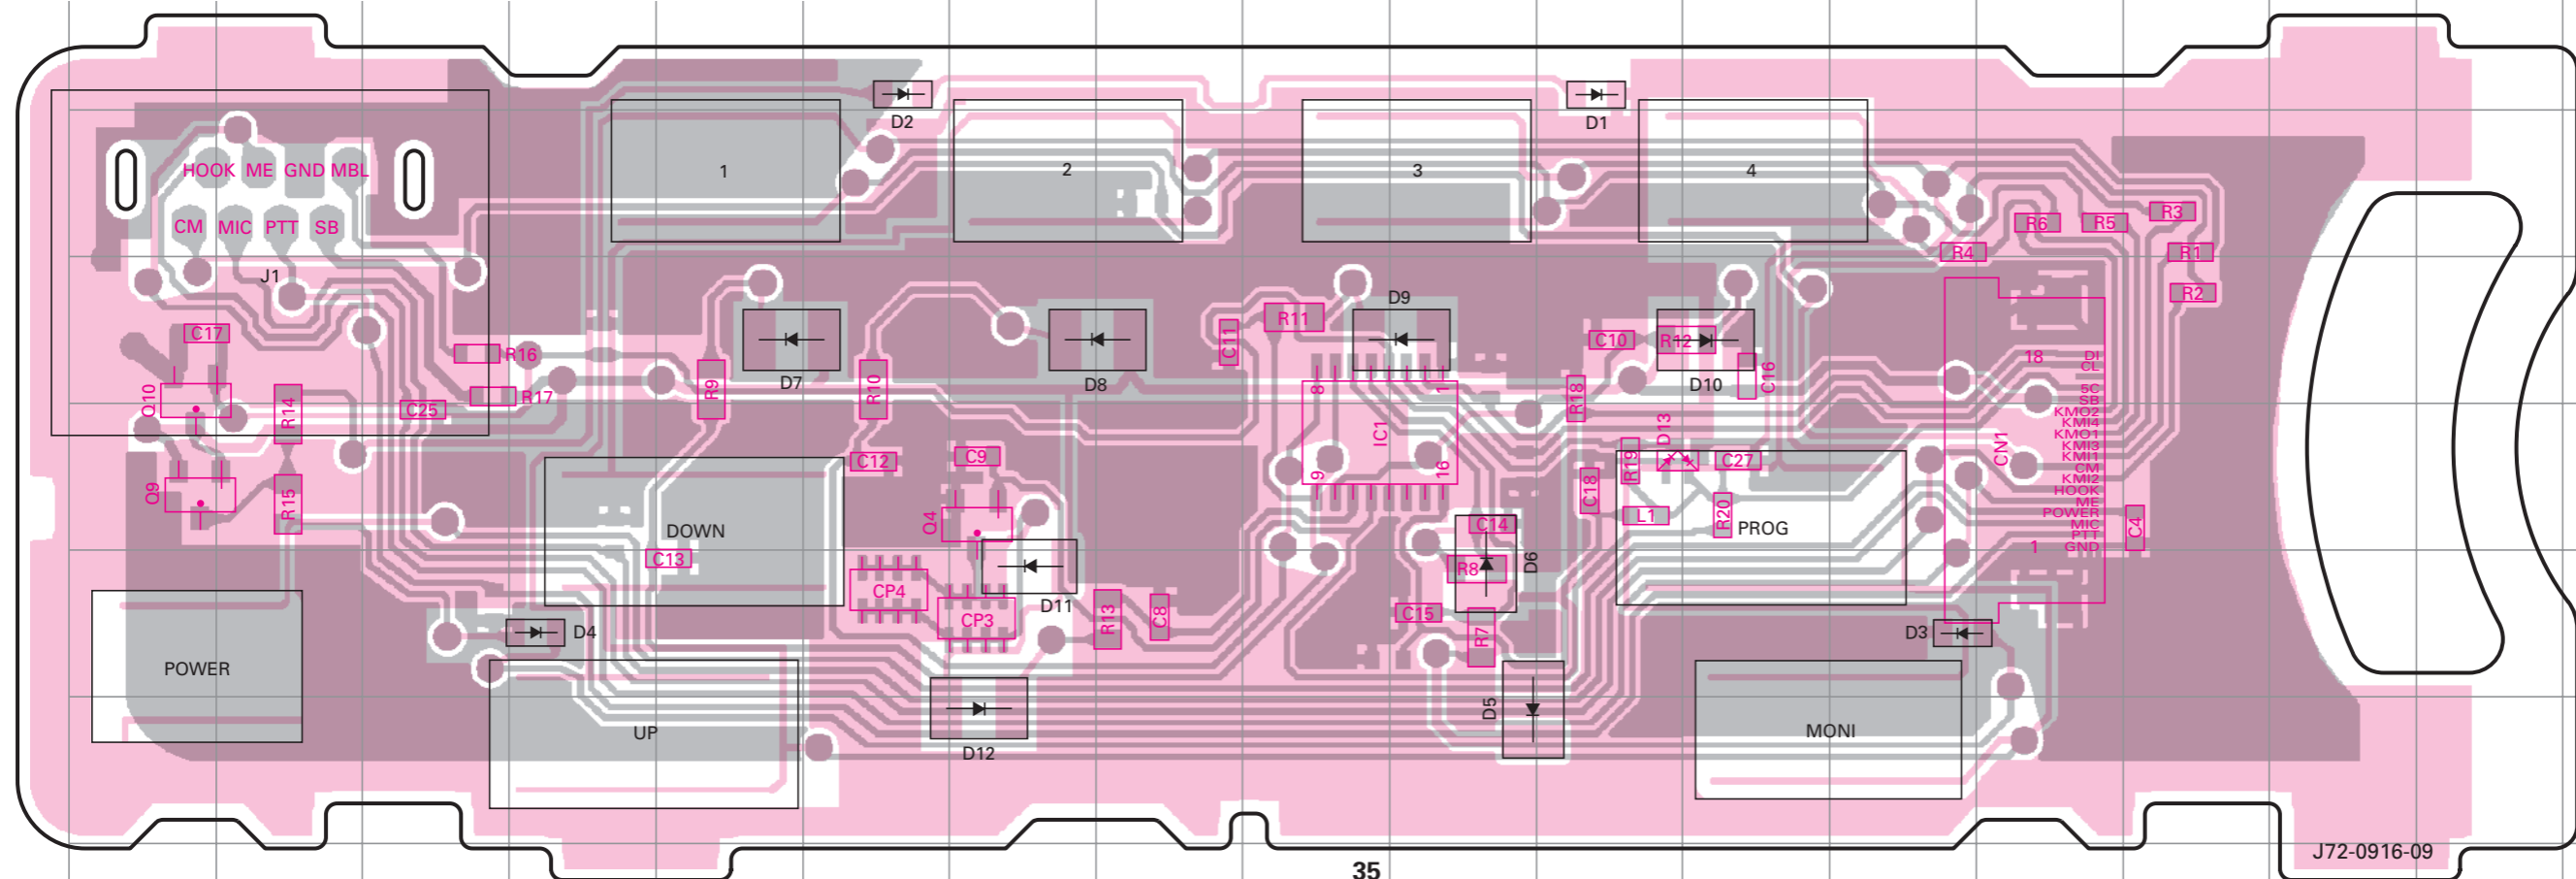 D2
D1
1
2
3
4
HOOK ME GND MBL
CM MIC PTT SB
J1
R3
R6
R5
R4
R1
R2
C17
R16
R17
Q10
R14
C25
Q9
R15
D7
R9
R10
D8
C11
R11
D9
C10
R12
D10
C16
R18
8
1
IC1
9
16
D13
R19
C27
C18
L1
R20
PROG
18
DI
CL
5C
SB
KMO2
KMI4
KMO1
KMI3
KMI1
CM
KMI2
HOOK
ME
POWER
MIC
PTT
1
GND
CN1
C4
C12
C9
Q4
DOWN
C13
CP4
CP3
D11
R13
C8
C14
R8
D6
C15
R7
D4
D3
POWER
UP
D12
D5
MONI
35
J72-0916-09